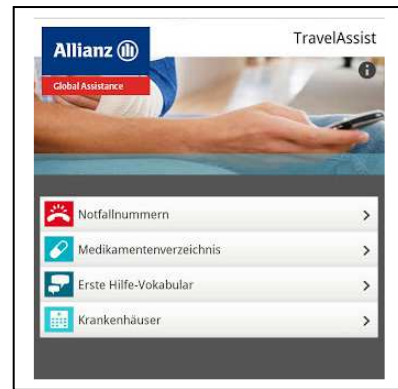 TravelAssist
Allianz
Global Assistance
Notfallnummern
Medikamentenverzeichnis
Erste Hilfe-Vokabular
Krankenhäuser